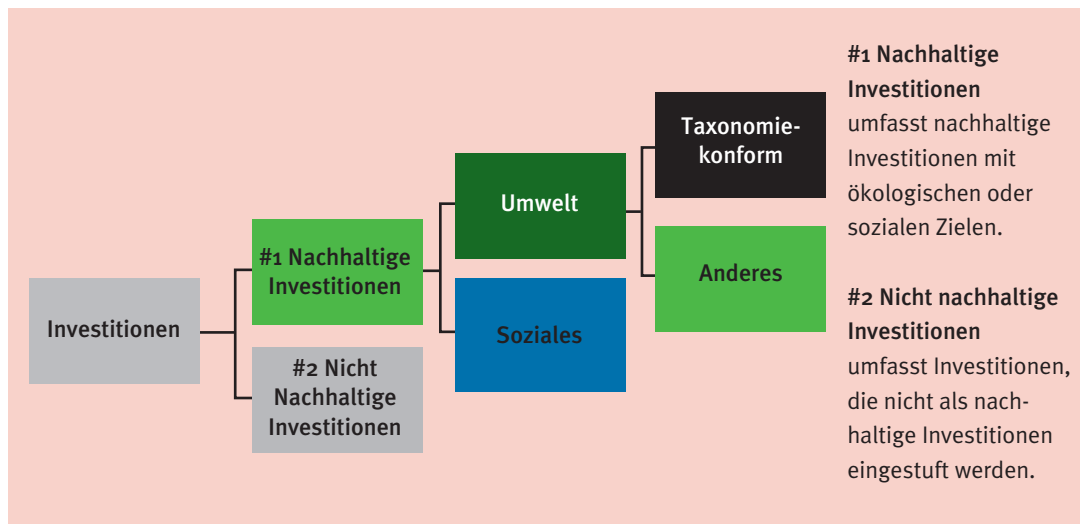 Investitionen
#1 Nachhaltige
Investitionen
#2 Nicht
Nachhaltige
Investitionen
Umwelt
Soziales
Taxonomie-
konform
Anderes
#1 Nachhaltige
Investitionen
umfasst nachhaltige
Investitionen mit
ökologischen oder
sozialen Zielen.
#2 Nicht nachhaltige
Investitionen
umfasst Investitionen,
die nicht als nach-
haltige Investitionen
eingestuft werden.